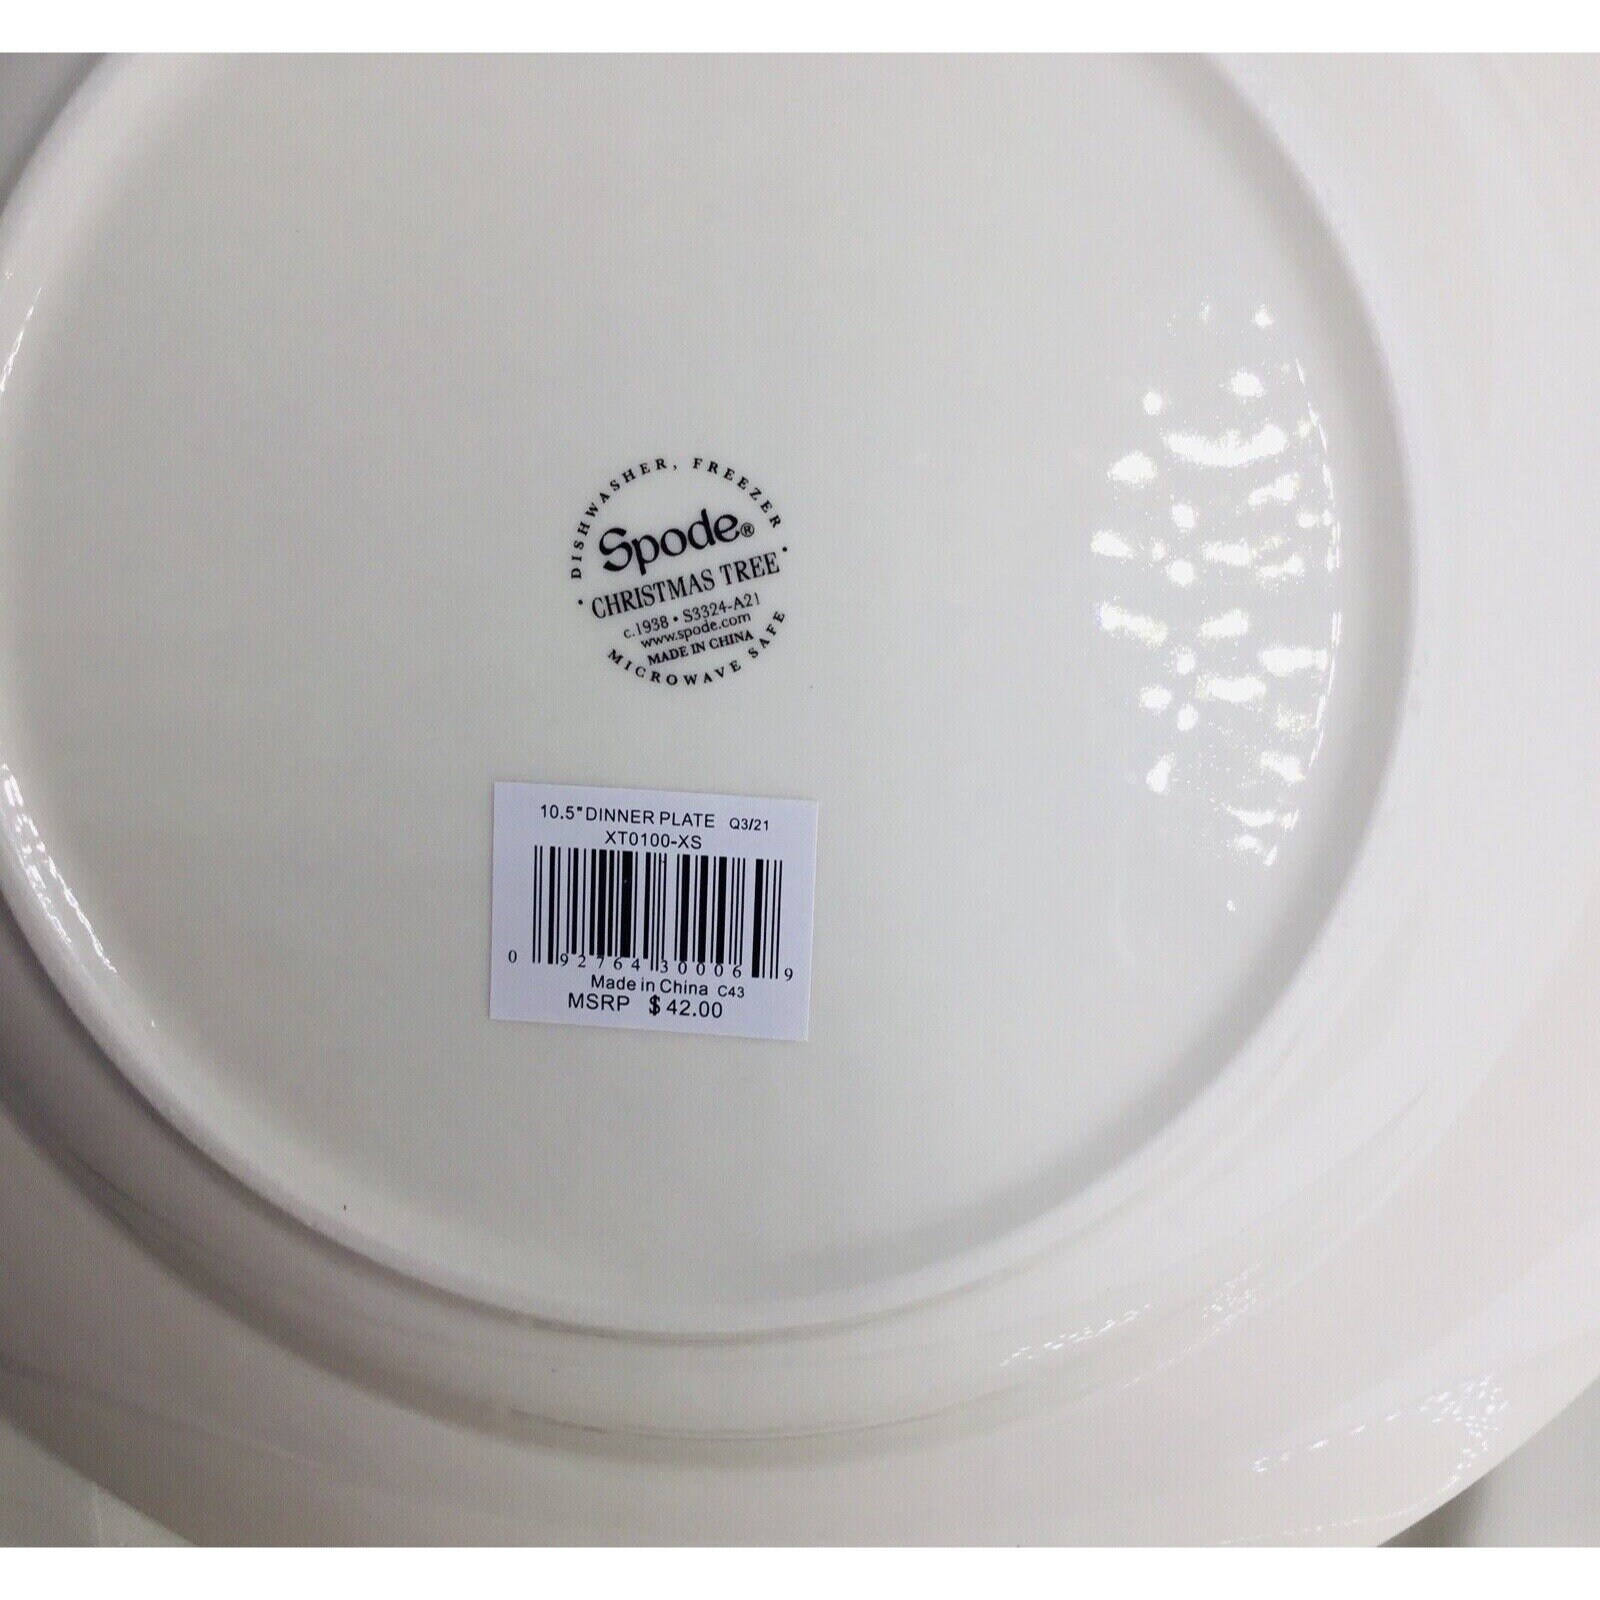 DISHWASHER, FREEZER
Spode®
• CHRISTMAS TREE •
c.1938 • S3324-A21
www.spode.com
MADE IN CHINA
MICROWAVE SAFE
10.5" DINNER PLATE Q3/21
XT0100-XS
0 92764 30006 9
Made in China C43
MSRP $42.00